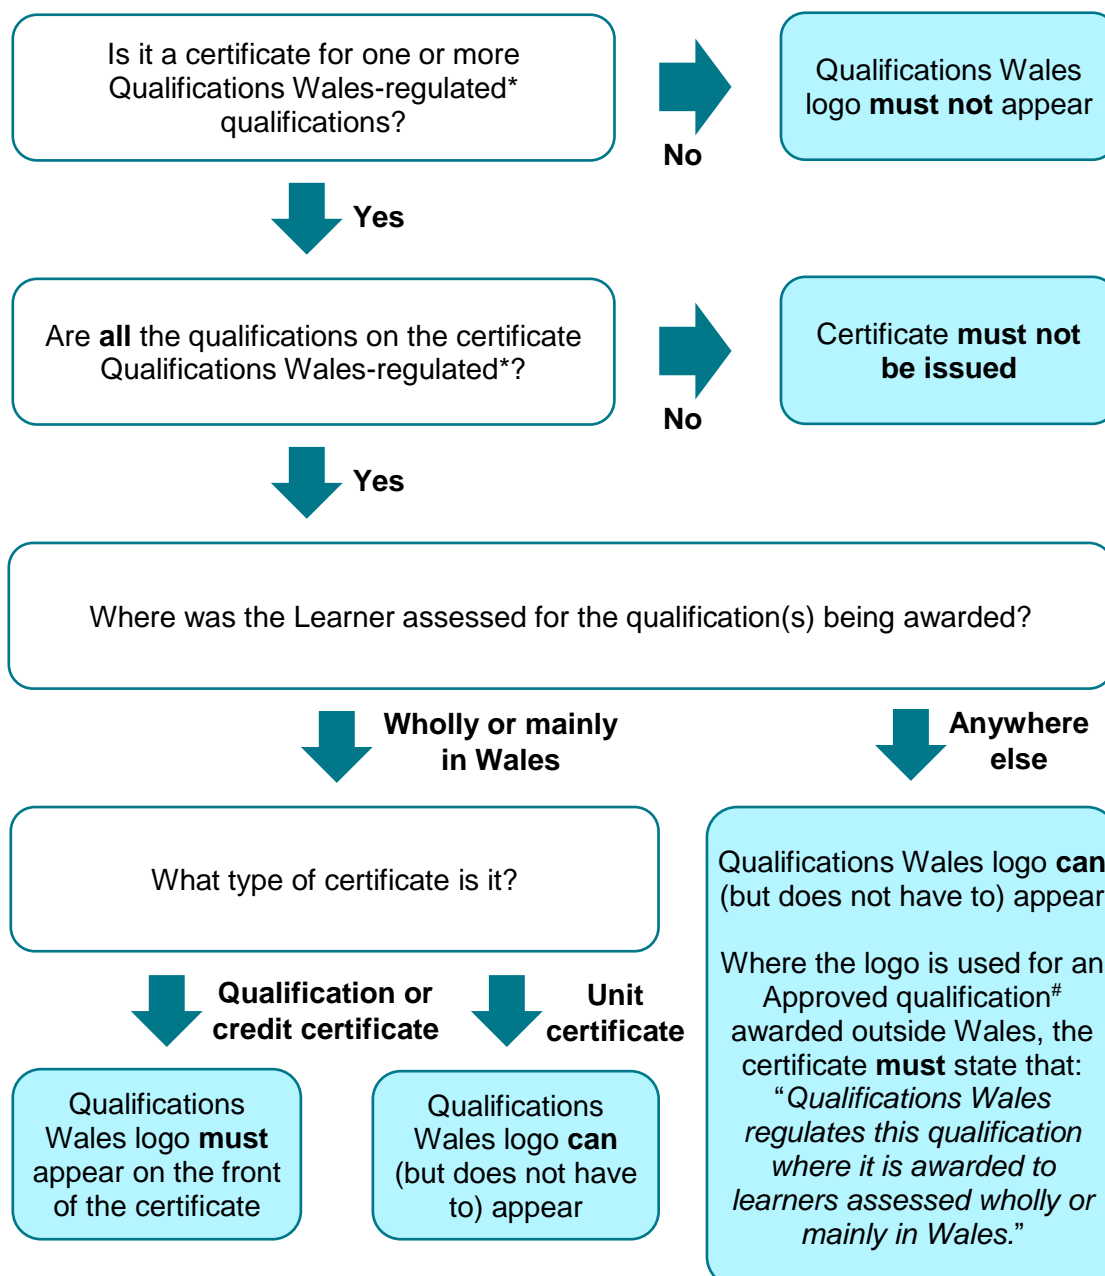 Is it a certificate for one or more
Qualifications Wales-regulated*
qualifications?
No
Qualifications Wales
logo must not appear
Yes
Are all the qualifications on the certificate
Qualifications Wales-regulated*?
No
Certificate must not
be issued
Yes
Where was the Learner assessed for the qualification(s) being awarded?
Wholly or mainly
in Wales
Anywhere
else
What type of certificate is it?
Qualification or
credit certificate
Unit
certificate
Qualifications
Wales logo must
appear on the front
of the certificate
Qualifications
Wales logo can
(but does not have
to) appear
Qualifications Wales logo can
(but does not have to) appear
Where the logo is used for an
Approved qualification#
awarded outside Wales, the
certificate must state that:
“Qualifications Wales
regulates this qualification
where it is awarded to
learners assessed wholly or
mainly in Wales.”